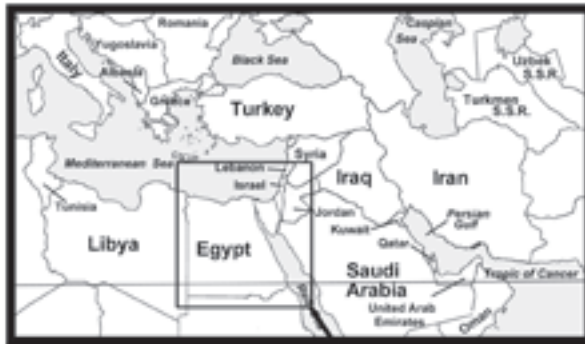 Romania
Caspian
Sea
Yugoslavia
Italy
Black Sea
Uzbek
S.S.R.
Albania
Greece
Turkey
Turkmen
S.S.R.
Mediterranean Sea
Syria
Lebanon
Iraq
Iran
Israel
Tunisia
Jordan
Persian
Gulf
Kuwait
Libya
Egypt
Qatar
Saudi
Arabia
Tropic of Cancer
United Arab
Emirates
Oman